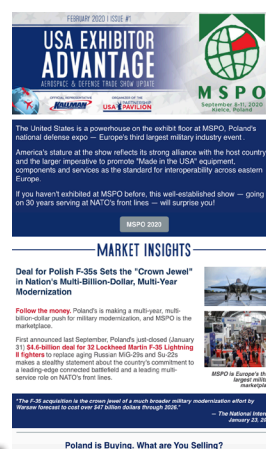 FEBRUARY 2020 I ISSUE #1
USA EXHIBITOR
ADVANTAGE
AEROSPACE & DEFENSE TRADE SHOW UPDATE
OFFICIAL REPRESENTATIVE
KALLMAN
ORGANIZER OF THE
USA PARTNERSHIP PAVILION
MSPO
September 8-11, 2020
Kielce, Poland
The United States is a powerhouse on the exhibit floor at MSPO, Poland's
national defense expo — Europe's third largest military industry event .
America's stature at the show reflects its strong alliance with the host country
and the larger imperative to promote "Made in the USA" equipment,
components and services as the standard for interoperability across eastern
Europe.
If you haven't exhibited at MSPO before, this well-established show — going
on 30 years serving at NATO's front lines — will surprise you!
MSPO 2020
MARKET INSIGHTS
Deal for Polish F-35s Sets the "Crown Jewel"
in Nation's Multi-Billion-Dollar, Multi-Year
Modernization
Follow the money. Poland's is making a multi-year, multi-
billion-dollar push for military modernization, and MSPO is the
marketplace.
First announced last September, Poland's just-closed (January
31) $4.6-billion deal for 32 Lockheed Martin F-35 Lightning
II fighters to replace aging Russian MiG-29s and Su-22s
makes a stealthy statement about the country's commitment to
a leading-edge connected battlefield and a leading multi-
service role on NATO's front lines.
MSPO is Europe's th
largest milita
marketpla
"The F-35 acquisition is the crown jewel of a much broader military modernization effort by
Warsaw forecast to cost over $47 billion dollars through 2026."
— The National Inter
January 23, 20
Poland is Buying. What are You Selling?